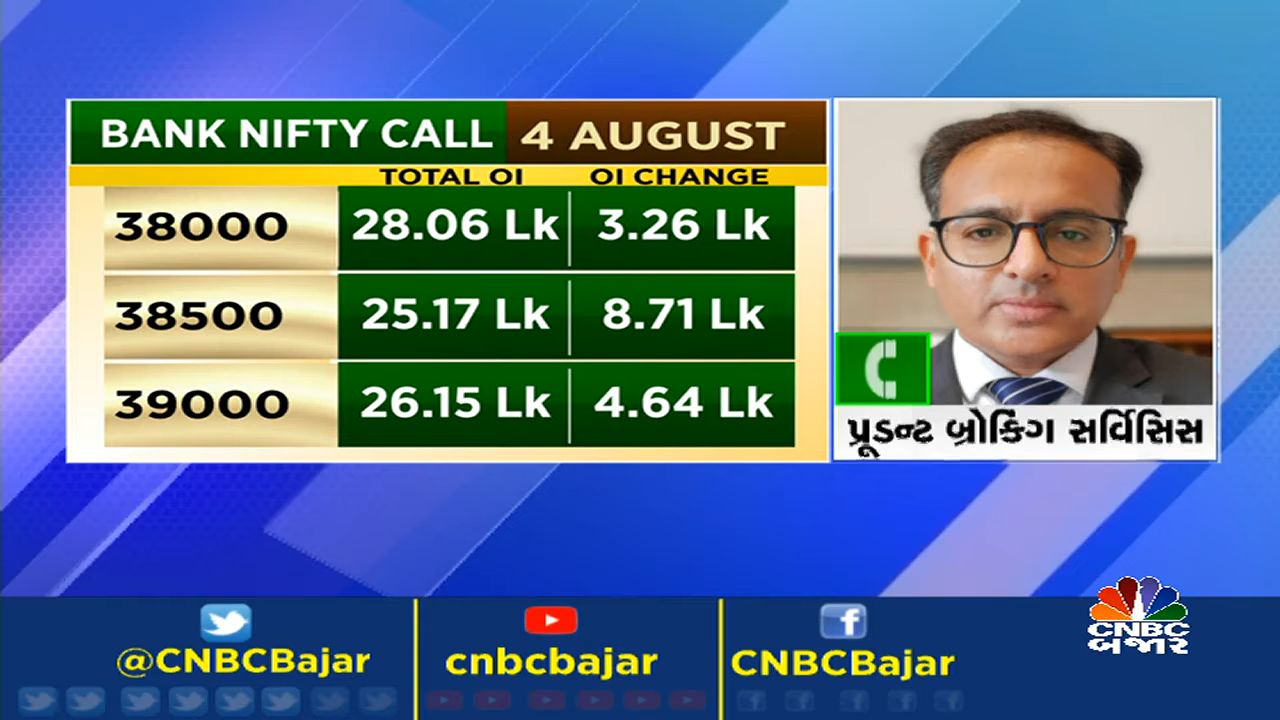 BANK NIFTY CALL 4 AUGUST
TOTAL OI OI CHANGE
38000 28.06 Lk 3.26 Lk
38500 25.17 Lk 8.71 Lk
39000 26.15 Lk 4.64 Lk
પ્રૂડન્ટ બ્રોકિંગ સર્વિસિસ
@CNBCBajar
cnbcbajar
CNBCBajar
CNBC
બજાર